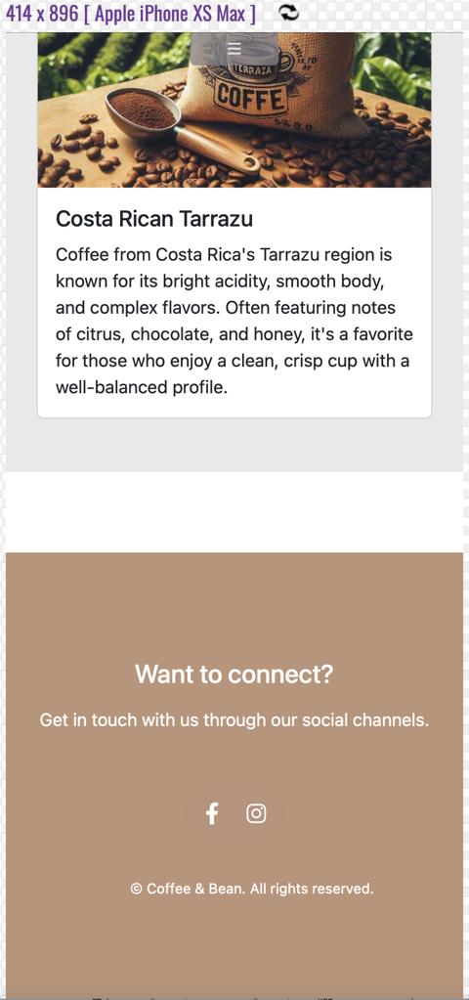 414 x 896 [ Apple iPhone XS Max ]
TERRAZA
COFFE
Costa Rican Tarrazu
Coffee from Costa Rica's Tarrazu region is
known for its bright acidity, smooth body,
and complex flavors. Often featuring notes
of citrus, chocolate, and honey, it's a favorite
for those who enjoy a clean, crisp cup with a
well-balanced profile.
Want to connect?
Get in touch with us through our social channels.
© Coffee & Bean. All rights reserved.